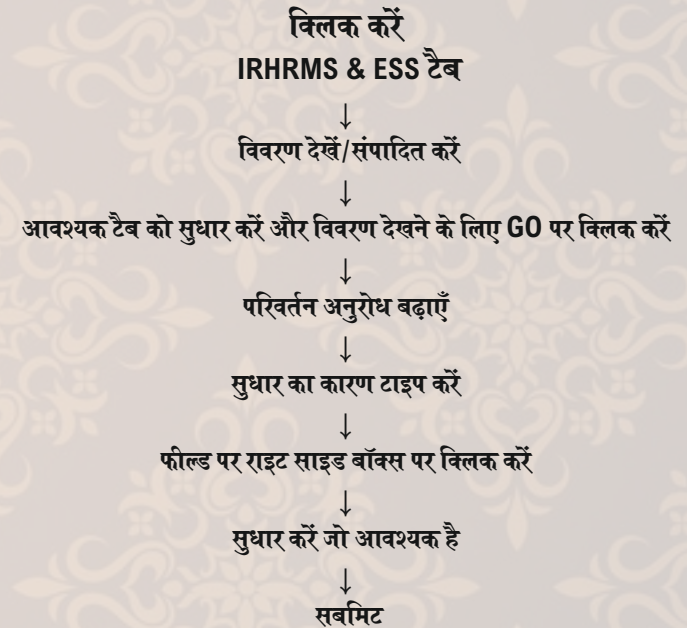 क्लिक करें
IRHRMS & ESS टैब
↓
विवरण देखें/संपादित करें
↓
आवश्यक टैब को सुधार करें और विवरण देखने के लिए GO पर क्लिक करें
↓
परिवर्तन अनुरोध बढ़ाएँ
↓
सुधार का कारण टाइप करें
↓
फील्ड पर राइट साइड बॉक्स पर क्लिक करें
↓
सुधार करें जो आवश्यक है
↓
सबमिट